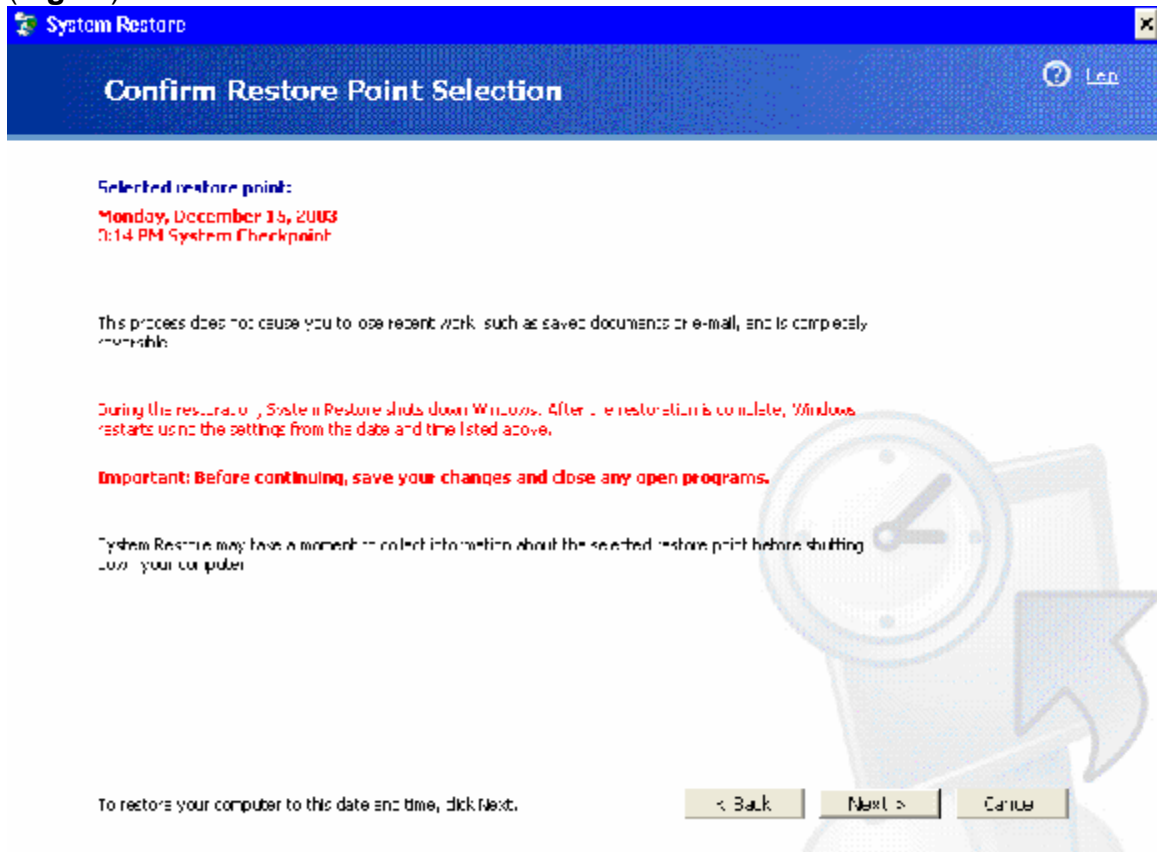 System Restore
Confirm Restore Point Selection
Selected restore point:
Monday, December 15, 2003
:14 PM System Checkpoint
This process does not cause you to lose recent work, such as saved documents or e-mail, and is completely
reversible
During the restoration, System Restore shuts down Windows. After the restoration is complete, Windows
restarts using the settings from the date and time listed above.
Important: Before continuing, save your changes and close any open programs.
System Restore may take a moment to collect information about the selected restore point before shutting
down your computer
To restore your computer to this date and time, click Next.
< Back
Next >
Cancel